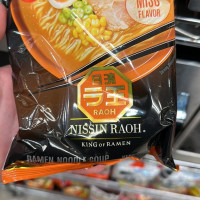 MISO
FLAVOR
ラ王
RAOH
NISSIN RAOH
KING OF RAMEN
RAMEN NOODLE SOUP